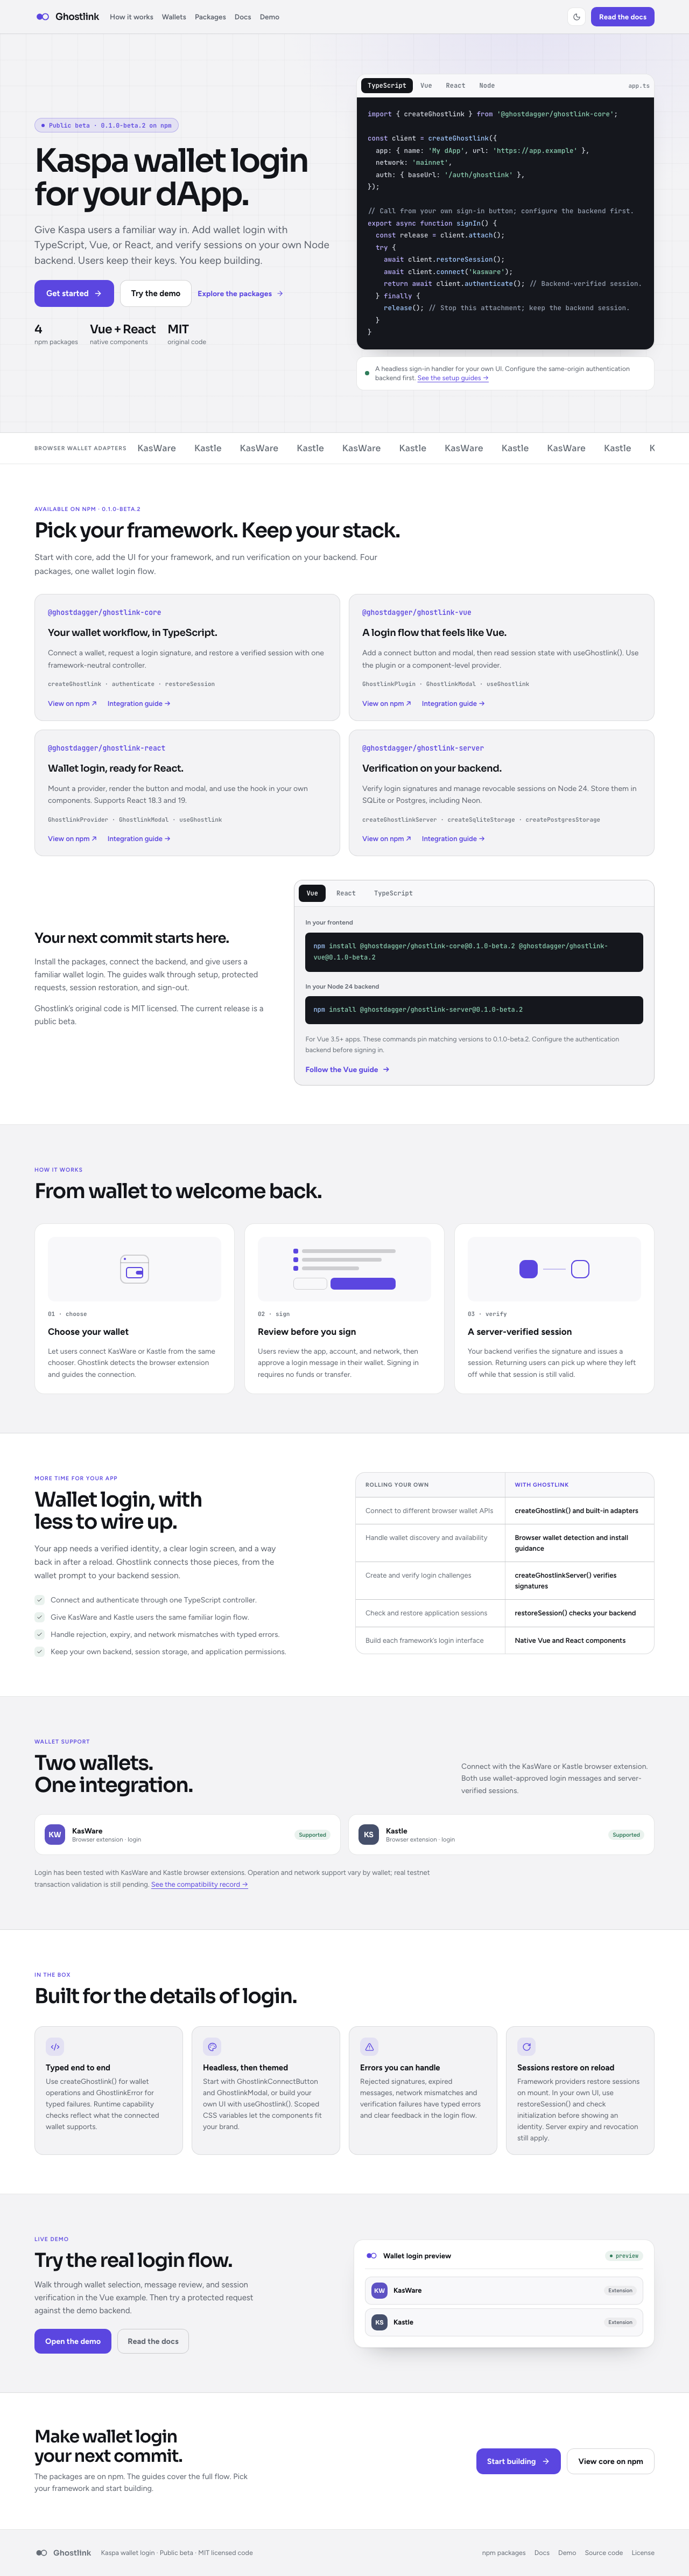 Ghostlink How it works Wallets Packages Docs Demo Read the docs
Public beta · 0.1.0-beta.2 on npm
Kaspa wallet login
for your dApp.
Give Kaspa users a familiar way in. Add wallet login with
TypeScript, Vue, or React, and verify sessions on your own Node
backend. Users keep their keys. You keep building.
Get started → Try the demo Explore the packages →
4 Vue + React MIT
npm packages native components original code
TypeScript Vue React Node app.ts
import { createGhostlink } from '@ghostdagger/ghostlink-core';
const client = createGhostlink({
app: { name: 'My dApp', url: 'https://app.example' },
network: 'mainnet',
auth: { baseUrl: '/auth/ghostlink' },
});
// Call from your own sign-in button; configure the backend first.
export async function signIn() {
const release = client.attach();
try {
await client.restoreSession();
await client.connect('kasware');
return await client.authenticate(); // Backend-verified session.
} finally {
release(); // Stop this attachment; keep the backend session.
}
}
A headless sign-in handler for your own UI. Configure the same-origin authentication
backend first. See the setup guides →
BROWSER WALLET ADAPTERS KasWare Kastle KasWare Kastle KasWare Kastle KasWare Kastle KasWare Kastle K
AVAILABLE ON NPM · 0.1.0-BETA.2
Pick your framework. Keep your stack.
Start with core, add the UI for your framework, and run verification on your backend. Four
packages, one wallet login flow.
@ghostdagger/ghostlink-core
Your wallet workflow, in TypeScript.
Connect a wallet, request a login signature, and restore a verified session with one
framework-neutral controller.
createGhostlink · authenticate · restoreSession
View on npm ↗ Integration guide →
@ghostdagger/ghostlink-vue
A login flow that feels like Vue.
Add a connect button and modal, then read session state with useGhostlink(). Use
the plugin or a component-level provider.
GhostlinkPlugin · GhostlinkModal · useGhostlink
View on npm ↗ Integration guide →
@ghostdagger/ghostlink-react
Wallet login, ready for React.
Mount a provider, render the button and modal, and use the hook in your own
components. Supports React 18.3 and 19.
GhostlinkProvider · GhostlinkModal · useGhostlink
View on npm ↗ Integration guide →
@ghostdagger/ghostlink-server
Verification on your backend.
Verify login signatures and manage revocable sessions on Node 24. Store them in
SQLite or Postgres, including Neon.
createGhostlinkServer · createSqliteStorage · createPostgresStorage
View on npm ↗ Integration guide →
Your next commit starts here.
Install the packages, connect the backend, and give users a
familiar wallet login. The guides walk through setup, protected
requests, session restoration, and sign-out.
Ghostlink's original code is MIT licensed. The current release is a
public beta.
Vue React TypeScript
In your frontend
npm install @ghostdagger/ghostlink-core@0.1.0-beta.2 @ghostdagger/ghostlink-
vue@0.1.0-beta.2
In your Node 24 backend
npm install @ghostdagger/ghostlink-server@0.1.0-beta.2
For Vue 3.5+ apps. These commands pin matching versions to 0.1.0-beta.2. Configure the authentication
backend before signing in.
Follow the Vue guide →
HOW IT WORKS
From wallet to welcome back.
01 · choose
Choose your wallet
Let users connect KasWare or Kastle from the same
chooser. Ghostlink detects the browser extension
and guides the connection.
02 · sign
Review before you sign
Users review the app, account, and network, then
approve a login message in their wallet. Signing in
requires no funds or transfer.
03 · verify
A server-verified session
Your backend verifies the signature and issues a
session. Returning users can pick up where they left
off while that session is still valid.
MORE TIME FOR YOUR APP
Wallet login, with
less to wire up.
Your app needs a verified identity, a clear login screen, and a way
back in after a reload. Ghostlink connects those pieces, from the
wallet prompt to your backend session.
Connect and authenticate through one TypeScript controller.
Give KasWare and Kastle users the same familiar login flow.
Handle rejection, expiry, and network mismatches with typed errors.
Keep your own backend, session storage, and application permissions.
ROLLING YOUR OWN WITH GHOSTLINK
Connect to different browser wallet APIs createGhostlink() and built-in adapters
Handle wallet discovery and availability Browser wallet detection and install
guidance
Create and verify login challenges createGhostlinkServer() verifies
signatures
Check and restore application sessions restoreSession() checks your backend
Build each framework's login interface Native Vue and React components
WALLET SUPPORT
Two wallets.
One integration.
Connect with the KasWare or Kastle browser extension.
Both use wallet-approved login messages and server-
verified sessions.
KW KasWare Supported
Browser extension · login
KS Kastle Supported
Browser extension · login
Login has been tested with KasWare and Kastle browser extensions. Operation and network support vary by wallet; real testnet
transaction validation is still pending. See the compatibility record →
IN THE BOX
Built for the details of login.
Typed end to end
Use createGhostlink() for wallet
operations and GhostlinkError for
typed failures. Runtime capability
checks reflect what the connected
wallet supports.
Headless, then themed
Start with GhostlinkConnectButton
and GhostlinkModal, or build your
own UI with useGhostlink(). Scoped
CSS variables let the components fit
your brand.
Errors you can handle
Rejected signatures, expired
messages, network mismatches and
verification failures have typed errors
and clear feedback in the login flow.
Sessions restore on reload
Framework providers restore sessions
on mount. In your own UI, use
restoreSession() and check
initialization before showing an
identity. Server expiry and revocation
still apply.
LIVE DEMO
Try the real login flow.
Walk through wallet selection, message review, and session
verification in the Vue example. Then try a protected request
against the demo backend.
Open the demo Read the docs
Wallet login preview preview
KW KasWare Extension
KS Kastle Extension
Make wallet login
your next commit.
The packages are on npm. The guides cover the full flow. Pick
your framework and start building.
Start building → View core on npm
Ghostlink Kaspa wallet login · Public beta · MIT licensed code npm packages Docs Demo Source code License